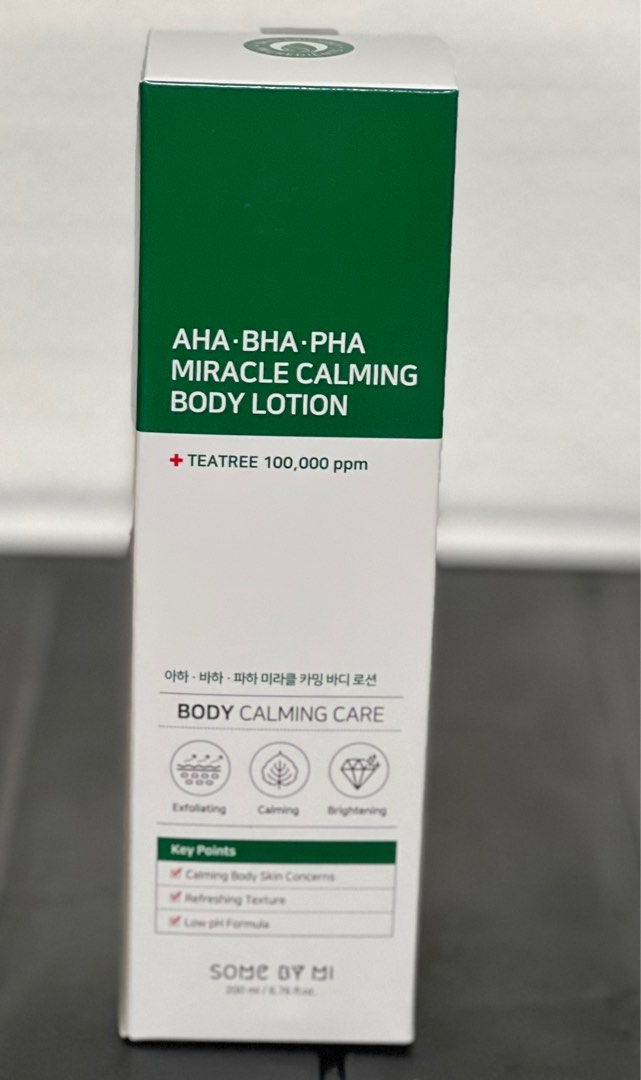 AHA·BHA·PHA
MIRACLE CALMING
BODY LOTION
+ TEATREE 100,000 ppm
아하 · 바하 · 파하 미라클 카밍 바디 로션
BODY CALMING CARE
Exfoliating Calming Brightening
Key Points
Calming Body Skin Concerns
Refreshing Texture
Low pH Formula
SOME BY MI
200 ml / 6.76 fl.oz.